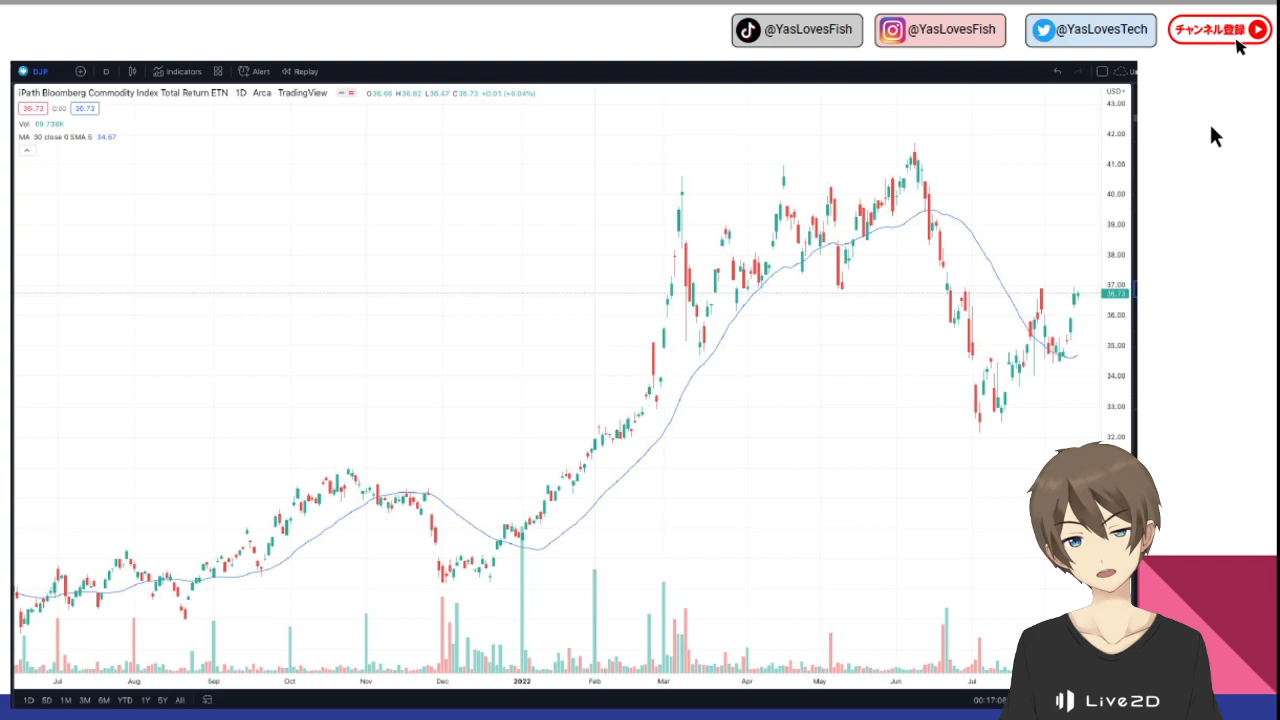 @YasLovesFish
@YasLovesFish
@YasLovesTech
チャンネル登録
DJP
D
Indicators
Alert
Replay
iPath Bloomberg Commodity Index Total Return ETN 1D Arca TradingView
O36.66 H36.82 L36.47 C36.73 +0.01 (+0.04%)
USD
36.73 0.00 36.73
Vol 69.738K
MA 30 close 0 SMA 5 34.67
43.00
42.00
41.00
40.00
39.00
38.00
37.00
36.73
36.00
35.00
34.00
33.00
32.00
Jul Aug Sep Oct Nov Dec 2022 Feb Mar Apr May Jun Jul
1D 5D 1M 3M 6M YTD 1Y 5Y All
Live2D